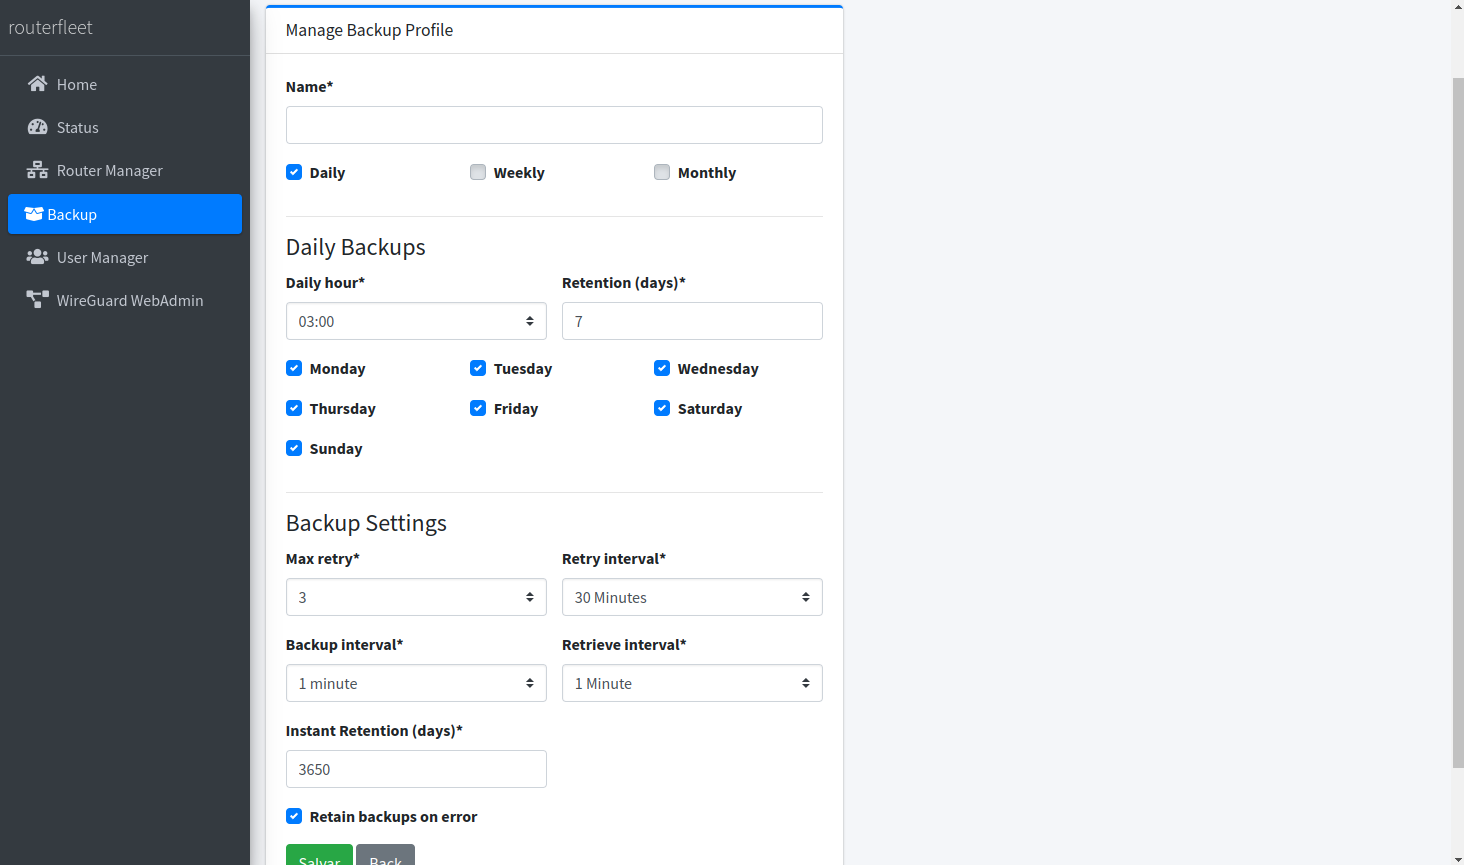 routerfleet
Home
Status
Router Manager
Backup
User Manager
WireGuard WebAdmin
Manage Backup Profile
Name*
Daily Weekly Monthly
Daily Backups
Daily hour* Retention (days)*
03:00 7
Monday Tuesday Wednesday
Thursday Friday Saturday
Sunday
Backup Settings
Max retry* Retry interval*
3 30 Minutes
Backup interval* Retrieve interval*
1 minute 1 Minute
Instant Retention (days)*
3650
Retain backups on error
Salvar Back